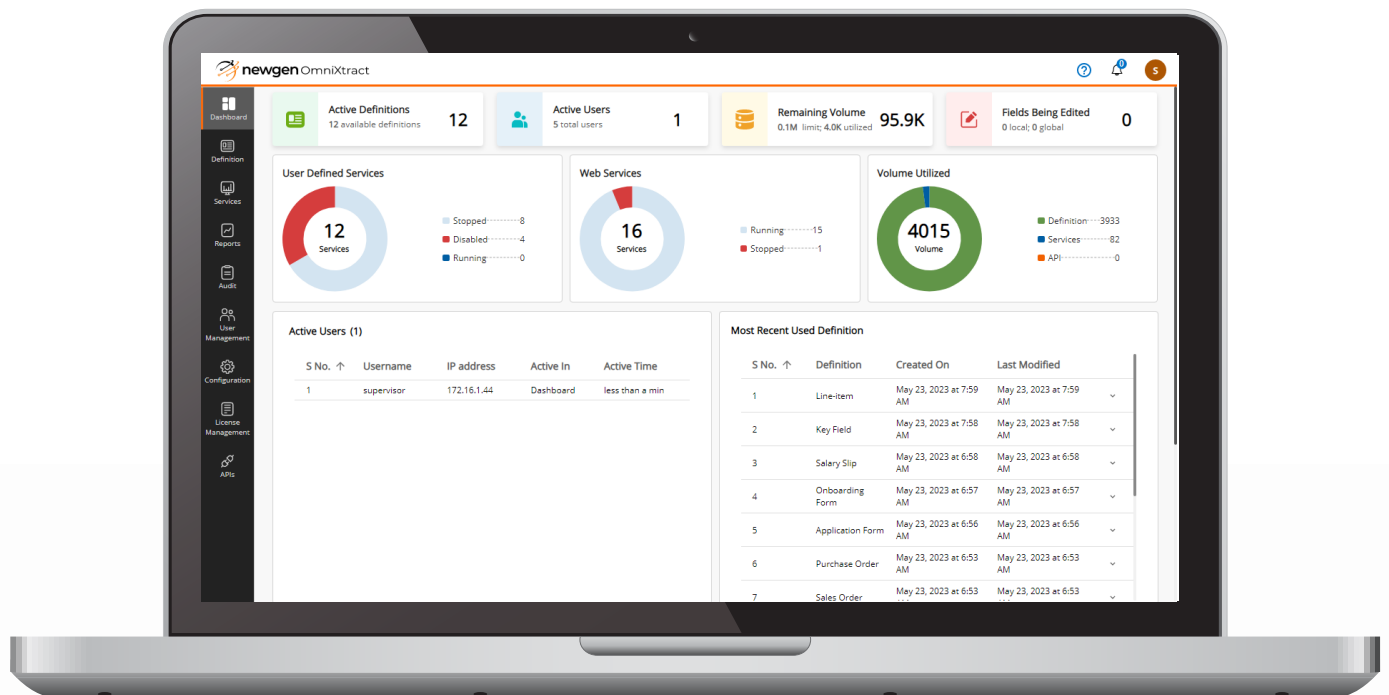 newgen OmniXtract
0
S
Dashboard
Definition
Services
Reports
Audit
User
Management
Configuration
License
Management
APIs
Active Definitions
12 available definitions
12
Active Users
5 total users
1
Remaining Volume
0.1M limit; 4.0K utilized
95.9K
Fields Being Edited
0 local; 0 global
0
User Defined Services
12
Services
Stopped 8
Disabled 4
Running 0
Web Services
16
Services
Running 15
Stopped 1
Volume Utilized
4015
Volume
Definition 3933
Services 82
API 0
Active Users (1)
S No. ↑ Username IP address Active In Active Time
1 supervisor 172.16.1.44 Dashboard less than a min
Most Recent Used Definition
S No. ↑ Definition Created On Last Modified
1 Line-item May 23, 2023 at 7:59 AM May 23, 2023 at 7:59 AM
2 Key Field May 23, 2023 at 7:58 AM May 23, 2023 at 7:58 AM
3 Salary Slip May 23, 2023 at 6:58 AM May 23, 2023 at 6:58 AM
4 Onboarding Form May 23, 2023 at 6:57 AM May 23, 2023 at 6:57 AM
5 Application Form May 23, 2023 at 6:56 AM May 23, 2023 at 6:56 AM
6 Purchase Order May 23, 2023 at 6:53 AM May 23, 2023 at 6:53 AM
7 Sales Order May 23, 2023 at 6:53 May 23, 2023 at 6:53